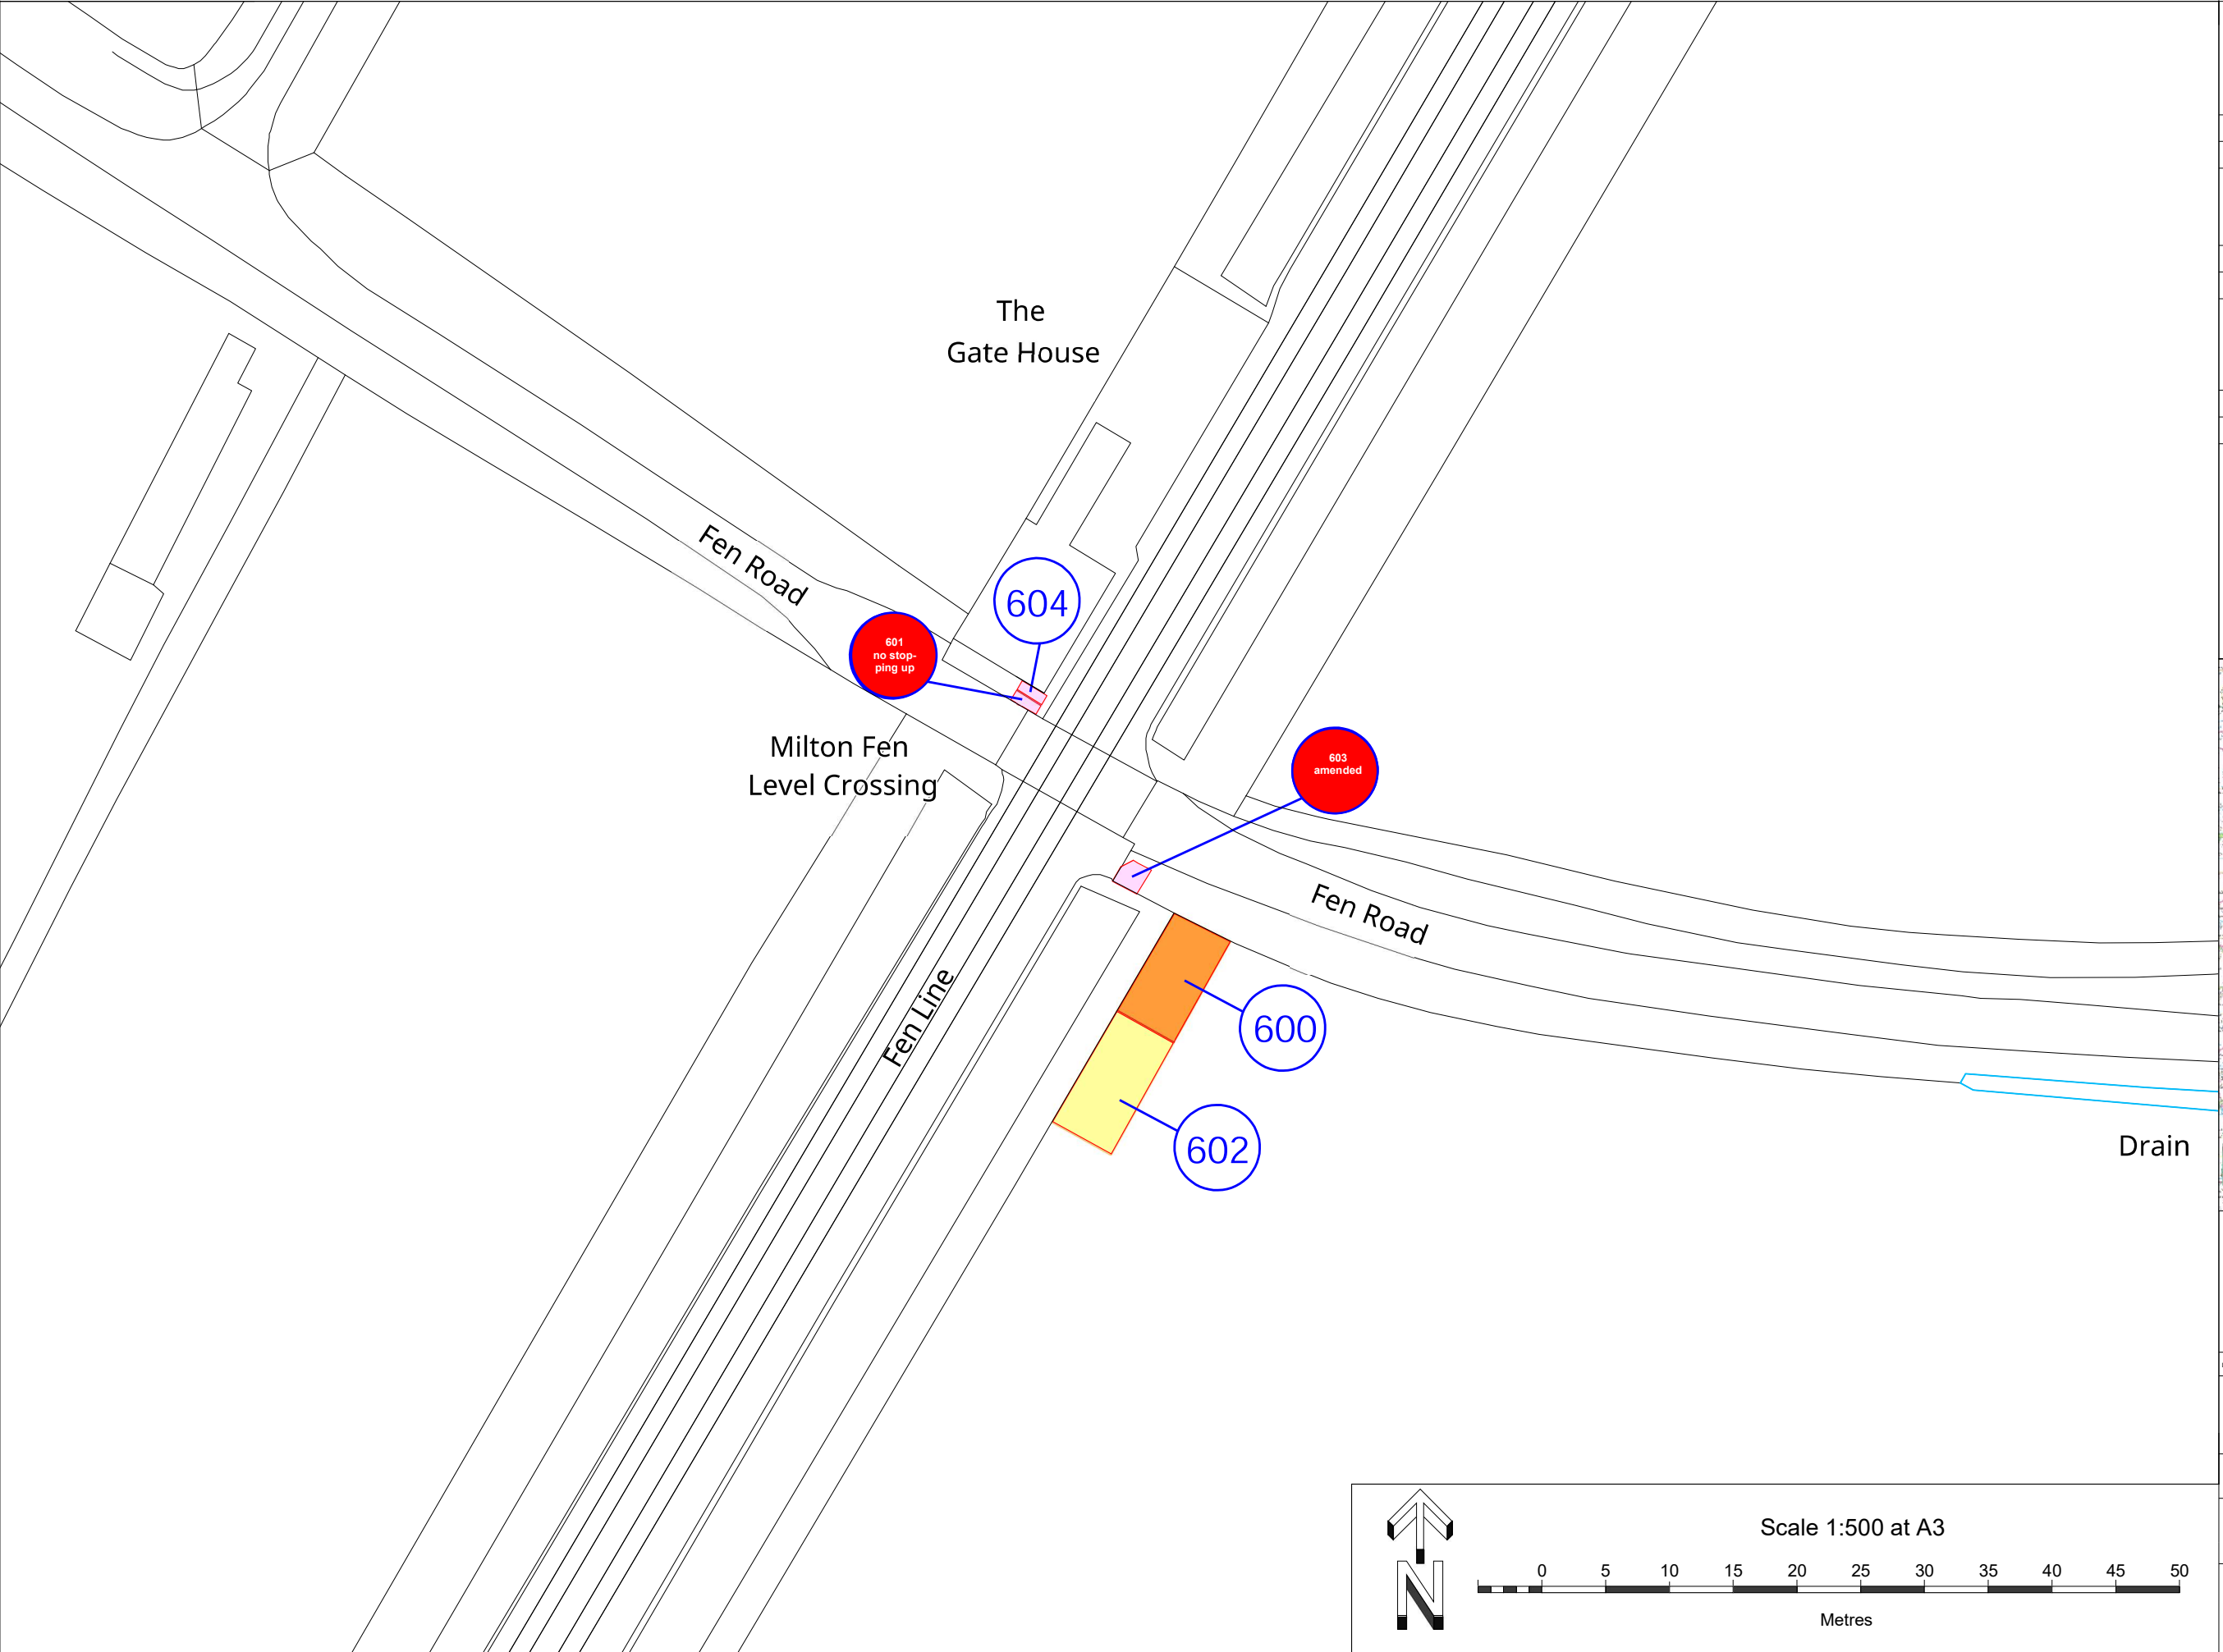 The
Gate House
Fen Road
604
601
no stop-
ping up
Milton Fen
Level Crossing
603
amended
Fen Road
Fen Line
600
602
Drain
N
Scale 1:500 at A3
0 5 10 15 20 25 30 35 40 45 50
Metres